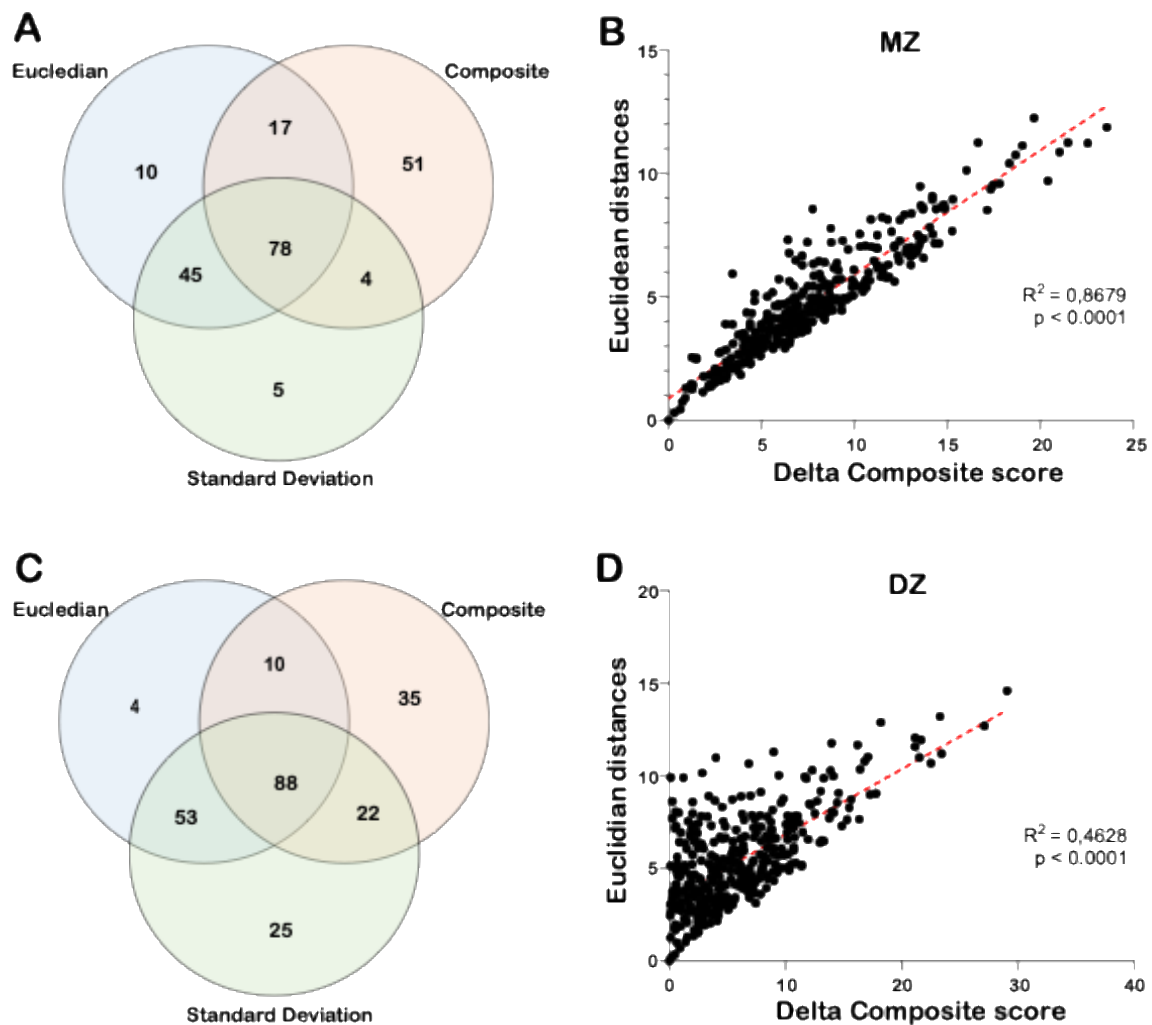 A
Eucledian
Composite
17
10
51
78
45
4
5
Standard Deviation
B
MZ
15
10
5
0
Euclidean distances
R² = 0,8679
p < 0.0001
0 5 10 15 20 25
Delta Composite score
C
Eucledian
Composite
10
4
35
88
53
22
25
Standard Deviation
D
DZ
20
15
10
5
0
Euclidian distances
R² = 0,4628
p < 0.0001
0 10 20 30 40
Delta Composite score